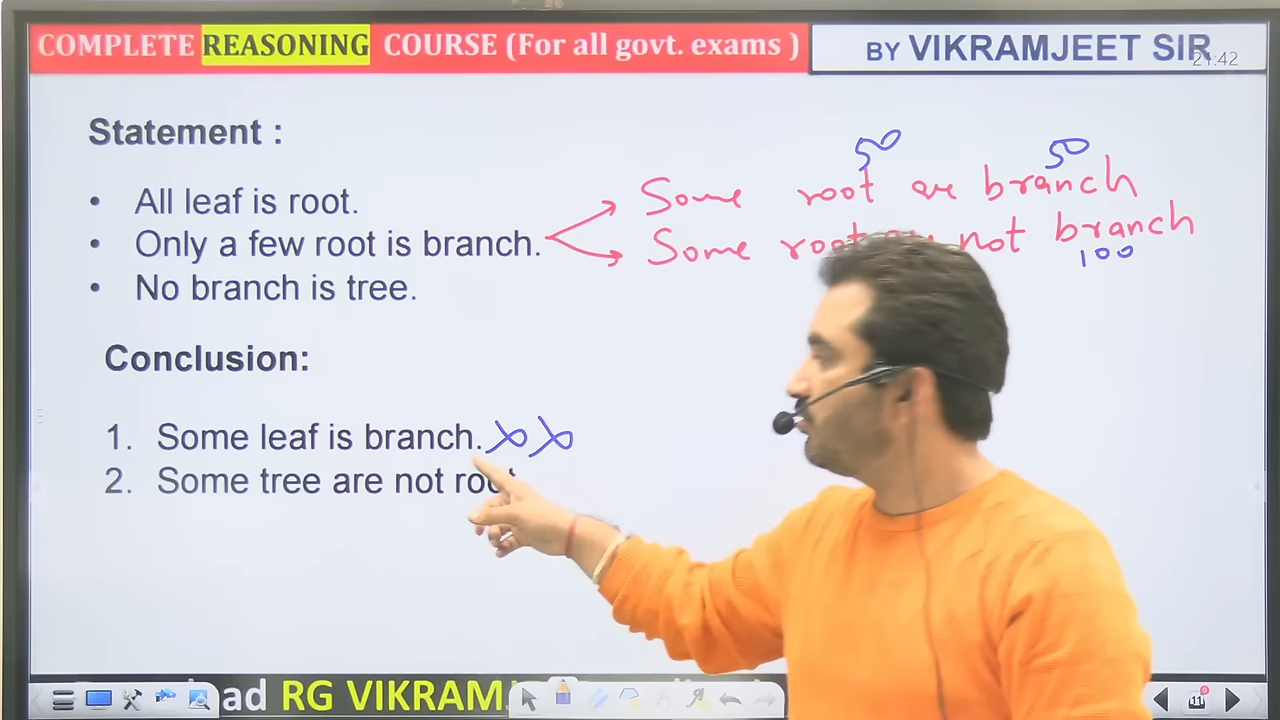 COMPLETE REASONING COURSE (For all govt. exams )
BY VIKRAMJEET SIR
21:42
Statement :
50 50
• All leaf is root.
Some root are branch
• Only a few root is branch.
Some root not branch
100
• No branch is tree.
Conclusion:
1. Some leaf is branch.
2. Some tree are not
RG
11